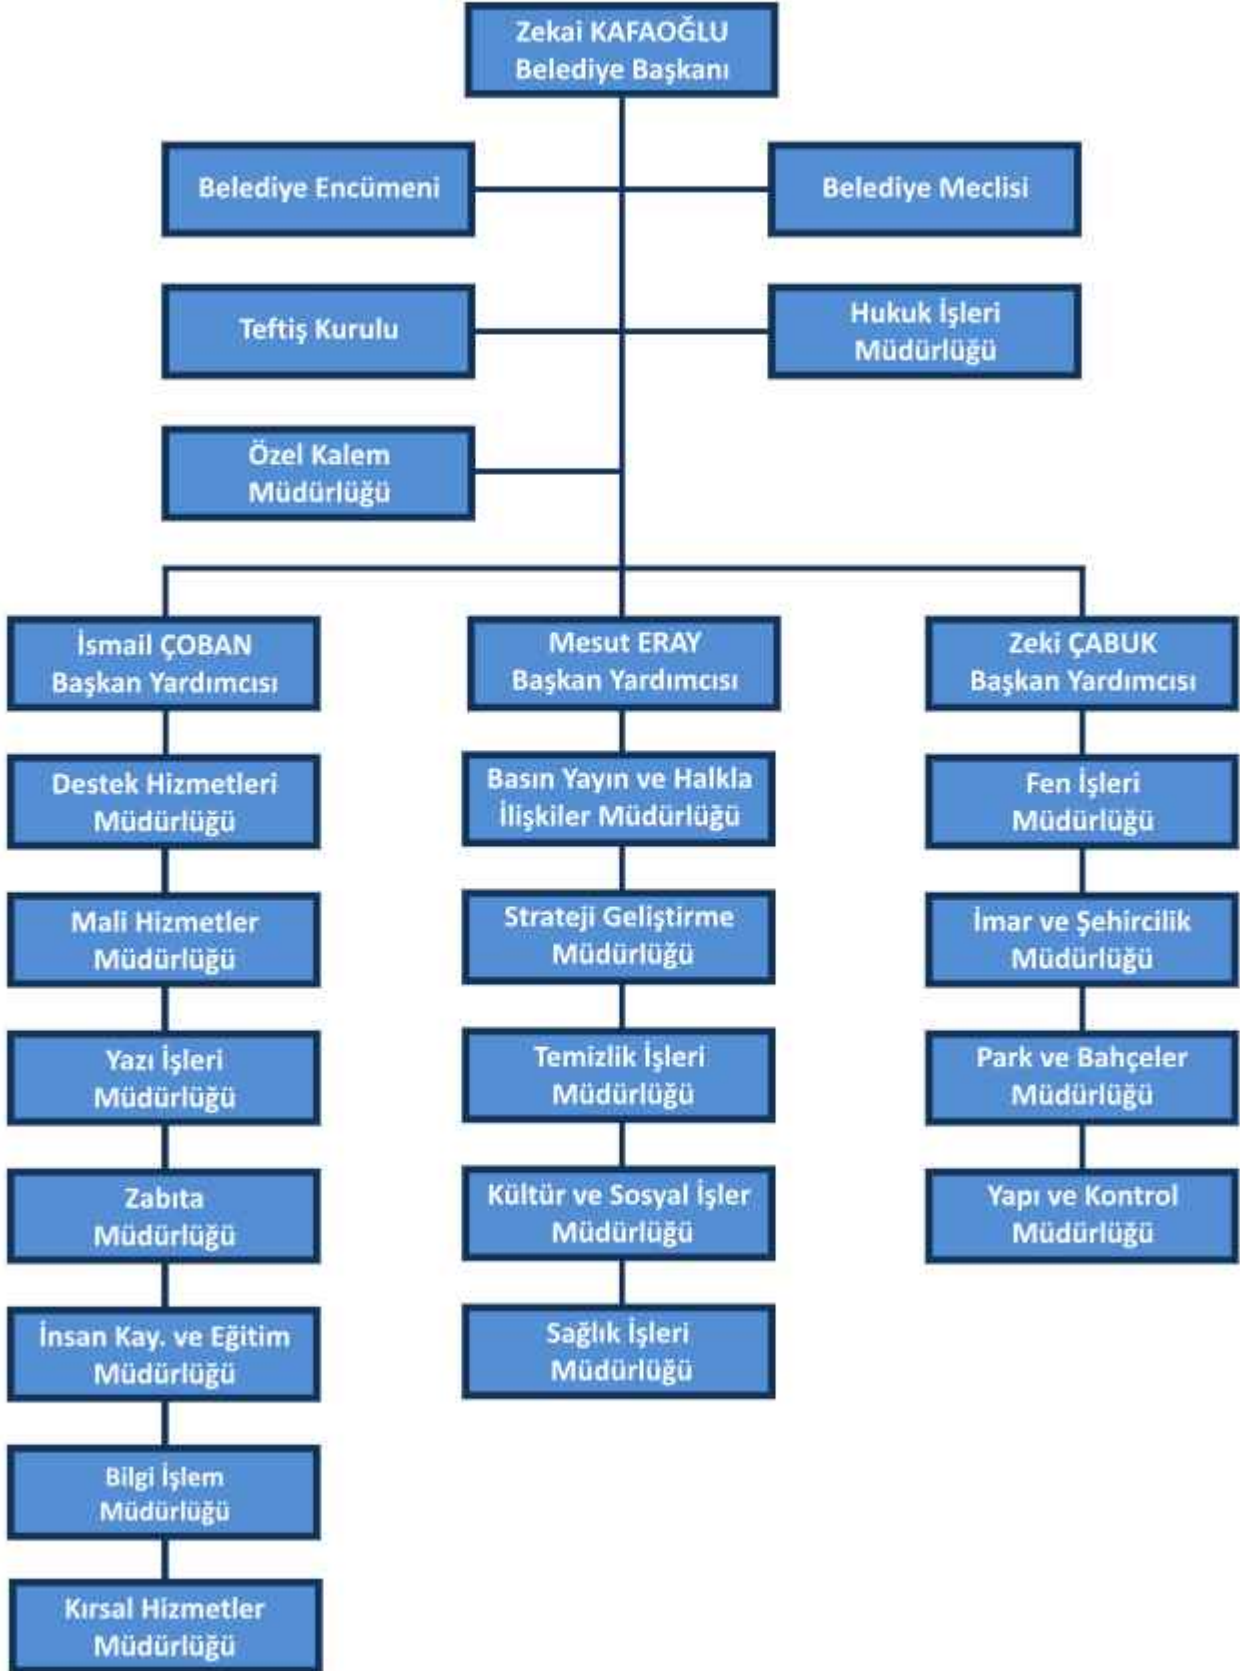 Zekai KAFAOĞLU
Belediye Başkanı
Belediye Encümeni
Belediye Meclisi
Teftiş Kurulu
Hukuk İşleri
Müdürlüğü
Özel Kalem
Müdürlüğü
İsmail ÇOBAN
Başkan Yardımcısı
Destek Hizmetleri
Müdürlüğü
Mali Hizmetler
Müdürlüğü
Yazı İşleri
Müdürlüğü
Zabıta
Müdürlüğü
İnsan Kay. ve Eğitim
Müdürlüğü
Bilgi İşlem
Müdürlüğü
Kırsal Hizmetler
Müdürlüğü
Mesut ERAY
Başkan Yardımcısı
Basın Yayın ve Halkla
İlişkiler Müdürlüğü
Strateji Geliştirme
Müdürlüğü
Temizlik İşleri
Müdürlüğü
Kültür ve Sosyal İşler
Müdürlüğü
Sağlık İşleri
Müdürlüğü
Zeki ÇABUK
Başkan Yardımcısı
Fen İşleri
Müdürlüğü
İmar ve Şehircilik
Müdürlüğü
Park ve Bahçeler
Müdürlüğü
Yapı ve Kontrol
Müdürlüğü